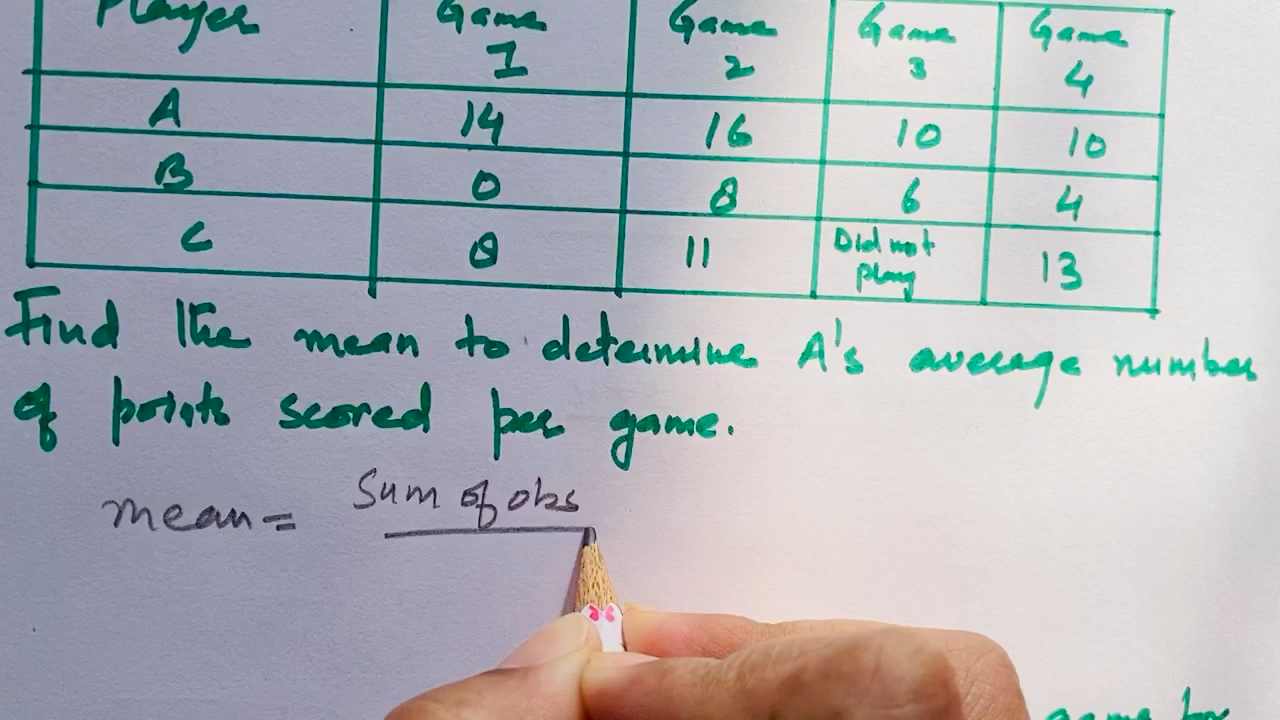 Player Game 1 Game 2 Game 3 Game 4
A 14 16 10 10
B 0 8 6 4
C 8 11 Did not play 13
Find the mean to determine A's average number
of points scored per game.
mean = Sum of obs
game for